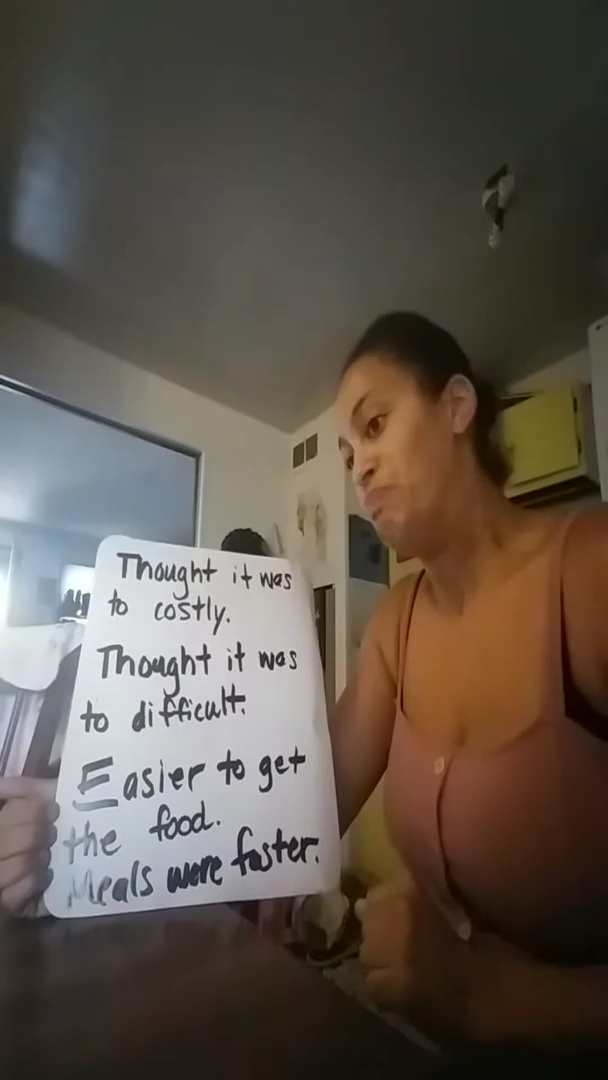 Thought it was
to costly.
Thought it was
to difficult.
Easier to get
the food.
Meals were faster.